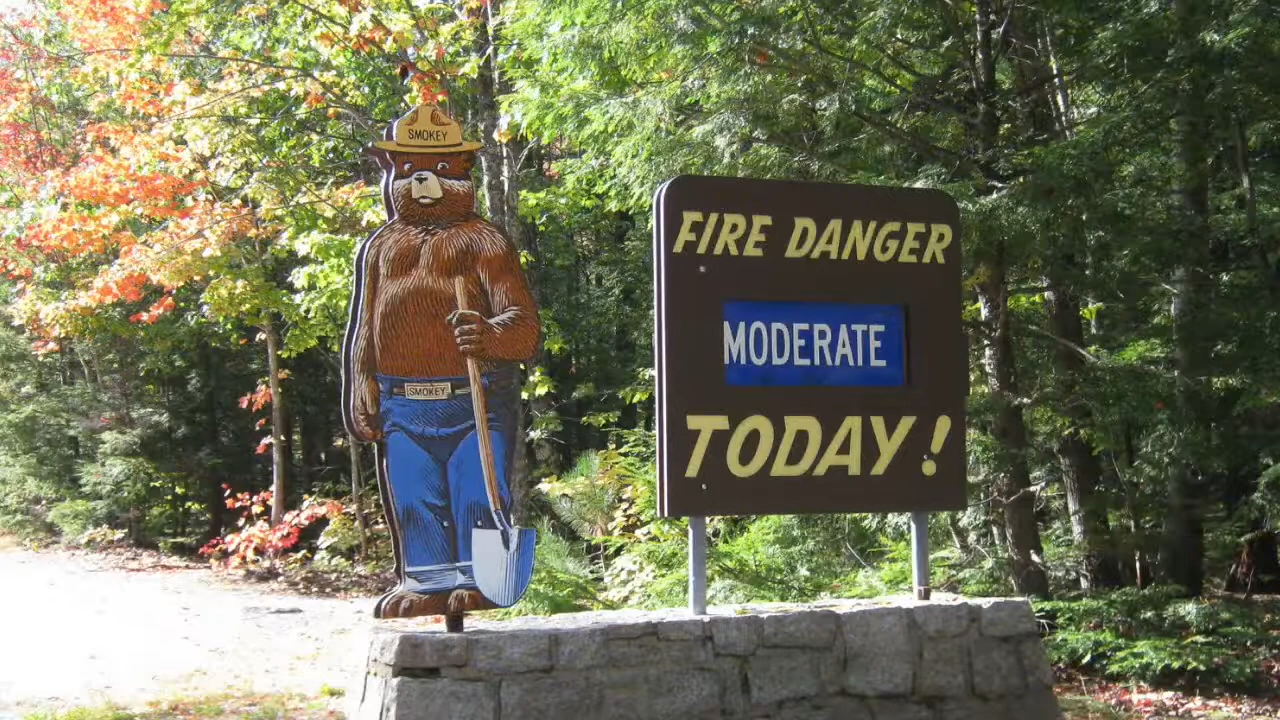 SMOKEY
SMOKEY
FIRE DANGER
MODERATE
TODAY!